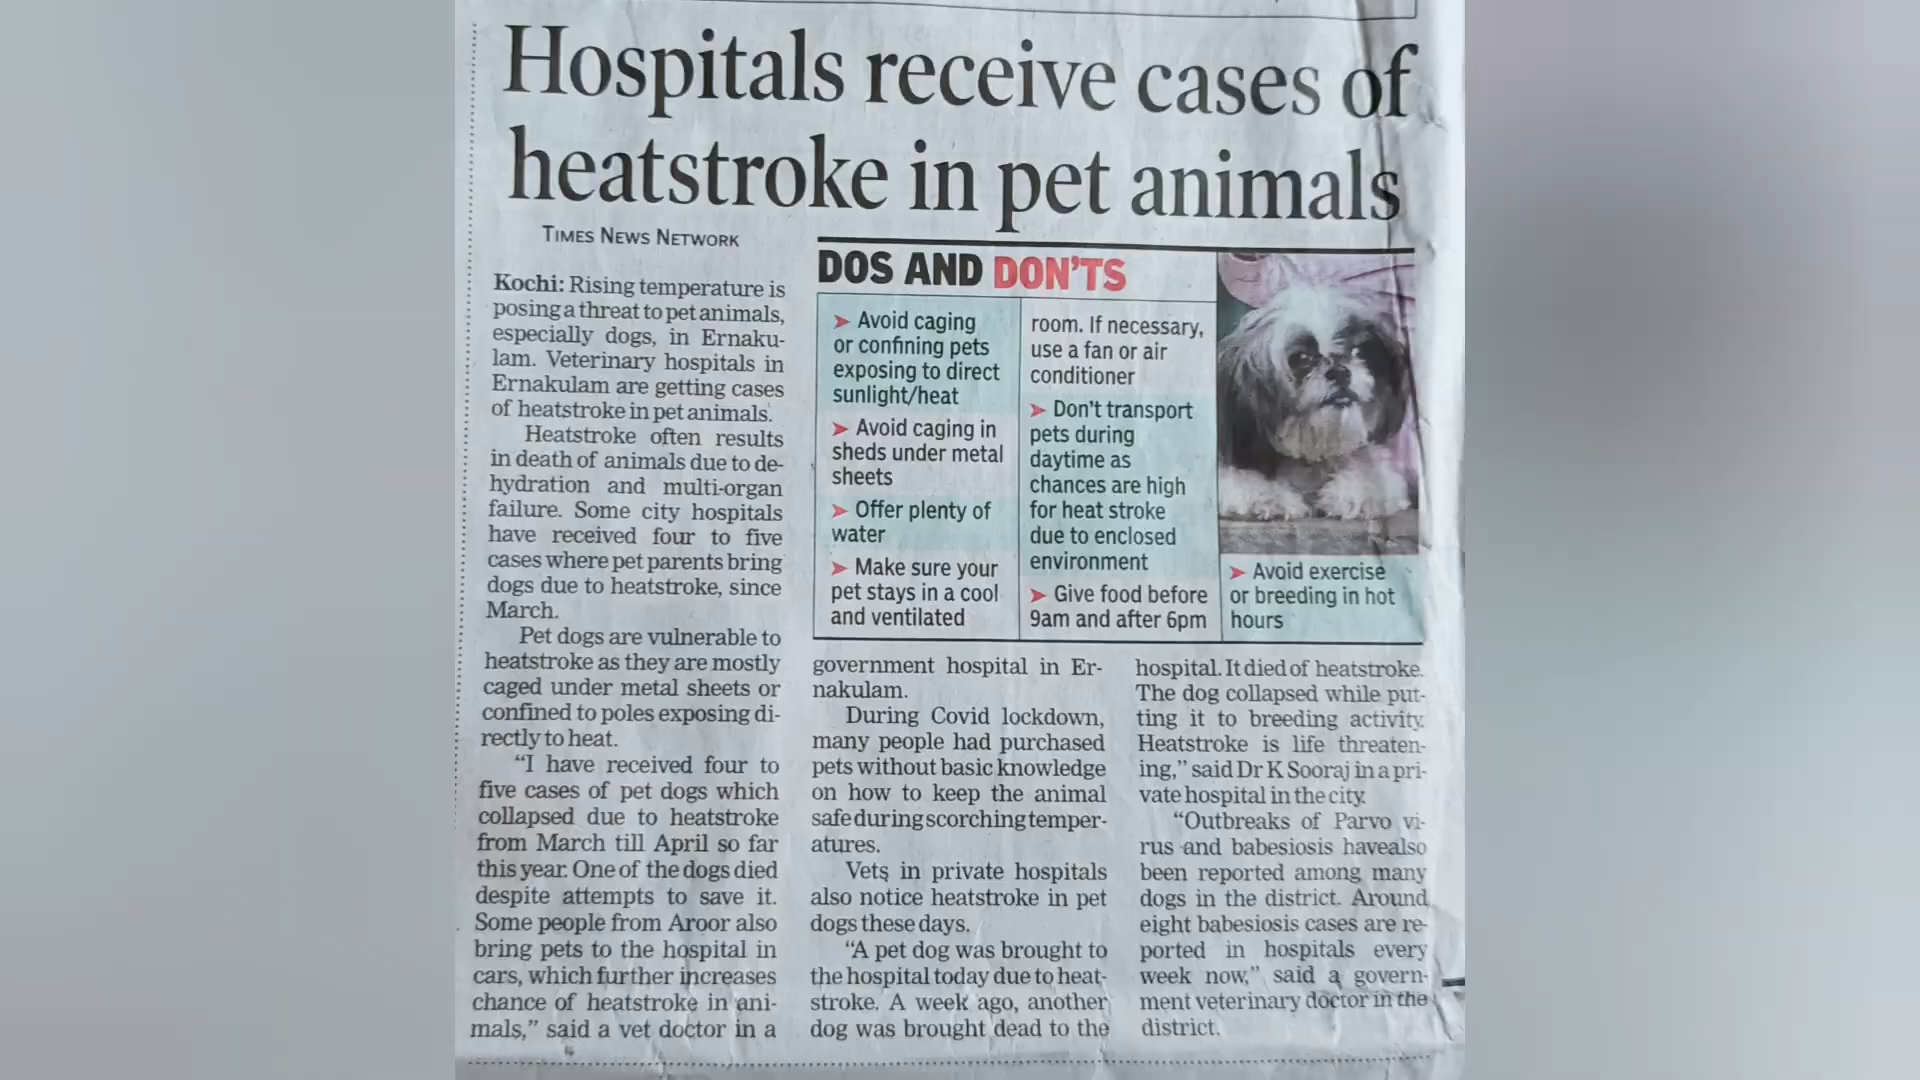 Hospitals receive cases of
heatstroke in pet animals
TIMES NEWS NETWORK
Kochi: Rising temperature is
posing a threat to pet animals,
especially dogs, in Ernaku-
lam. Veterinary hospitals in
Ernakulam are getting cases
of heatstroke in pet animals.
Heatstroke often results
in death of animals due to de-
hydration and multi-organ
failure. Some city hospitals
have received four to five
cases where pet parents bring
dogs due to heatstroke, since
March.
Pet dogs are vulnerable to
heatstroke as they are mostly
caged under metal sheets or
confined to poles exposing di-
rectly to heat.
"I have received four to
five cases of pet dogs which
collapsed due to heatstroke
from March till April so far
this year. One of the dogs died
despite attempts to save it.
Some people from Aroor also
bring pets to the hospital in
cars, which further increases
chance of heatstroke in ani-
mals," said a vet doctor in a
DOS AND DON'TS
➤ Avoid caging
or confining pets
exposing to direct
sunlight/heat
➤ Avoid caging in
sheds under metal
sheets
➤ Offer plenty of
water
➤ Make sure your
pet stays in a cool
and ventilated
room. If necessary,
use a fan or air
conditioner
➤ Don't transport
pets during
daytime as
chances are high
for heat stroke
due to enclosed
environment
➤ Give food before
9am and after 6pm
➤ Avoid exercise
or breeding in hot
hours
government hospital in Er-
nakulam.
During Covid lockdown,
many people had purchased
pets without basic knowledge
on how to keep the animal
safe during scorching temper-
atures.
Vets in private hospitals
also notice heatstroke in pet
dogs these days.
"A pet dog was brought to
the hospital today due to heat-
stroke. A week ago, another
dog was brought dead to the
hospital. It died of heatstroke.
The dog collapsed while put-
ting it to breeding activity.
Heatstroke is life threaten-
ing," said Dr K Sooraj in a pri-
vate hospital in the city.
"Outbreaks of Parvo vi-
rus and babesiosis havealso
been reported among many
dogs in the district. Around
eight babesiosis cases are re-
ported in hospitals every
week now," said a govern-
ment veterinary doctor in the
district.